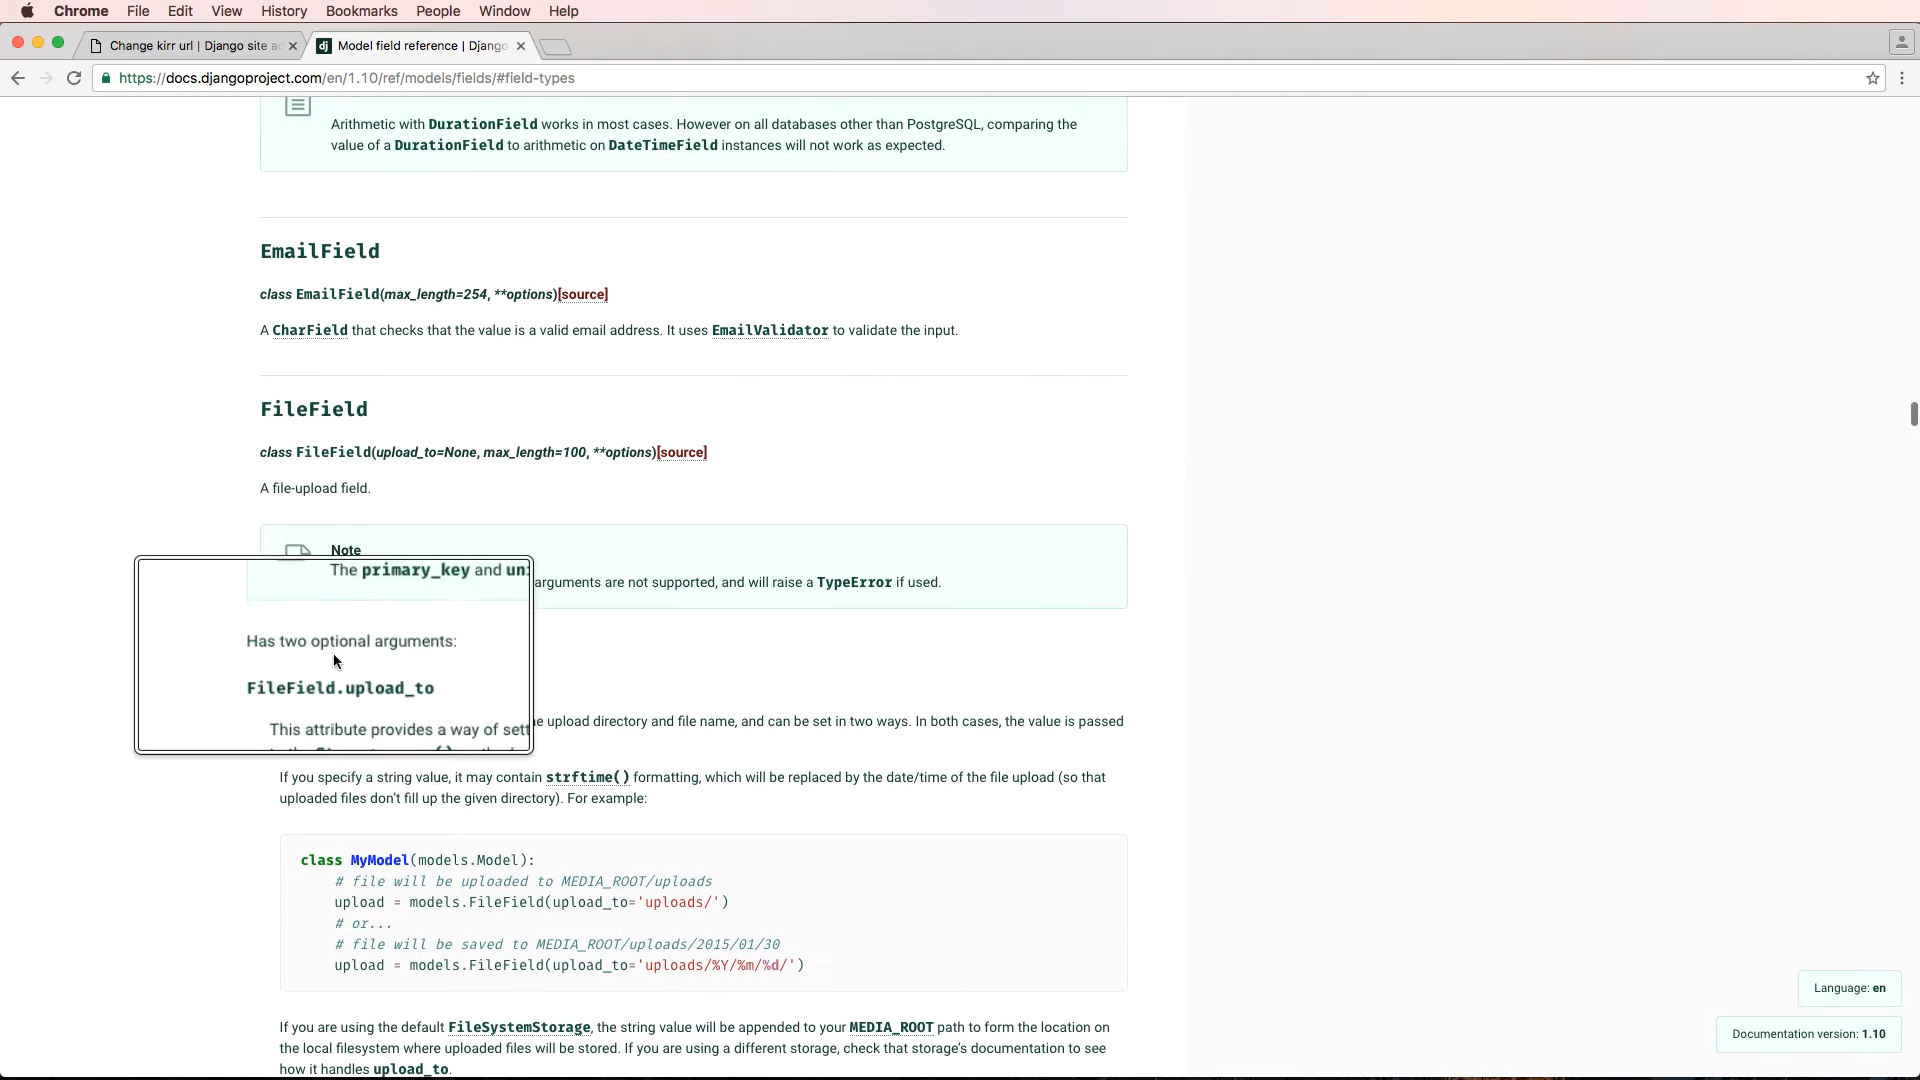 Chrome File Edit View History Bookmarks People Window Help
Change kirr url | Django site a
dj Model field reference | Django
https://docs.djangoproject.com/en/1.10/ref/models/fields/#field-types
Arithmetic with DurationField works in most cases. However on all databases other than PostgreSQL, comparing the
value of a DurationField to arithmetic on DateTimeField instances will not work as expected.
EmailField
class EmailField(max_length=254, **options)[source]
A CharField that checks that the value is a valid email address. It uses EmailValidator to validate the input.
FileField
class FileField(upload_to=None, max_length=100, **options)[source]
A file-upload field.
Note
The primary_key and arguments are not supported, and will raise a TypeError if used.
Has two optional arguments:
FileField.upload_to
This attribute provides a way of upload directory and file name, and can be set in two ways. In both cases, the value is passed
If you specify a string value, it may contain strftime() formatting, which will be replaced by the date/time of the file upload (so that
uploaded files don’t fill up the given directory). For example:
class MyModel(models.Model):
# file will be uploaded to MEDIA_ROOT/uploads
upload = models.FileField(upload_to='uploads/')
# or...
# file will be saved to MEDIA_ROOT/uploads/2015/01/30
upload = models.FileField(upload_to='uploads/%Y/%m/%d/')
If you are using the default FileSystemStorage, the string value will be appended to your MEDIA_ROOT path to form the location on
the local filesystem where uploaded files will be stored. If you are using a different storage, check that storage’s documentation to see
how it handles upload_to.
Language: en
Documentation version: 1.10